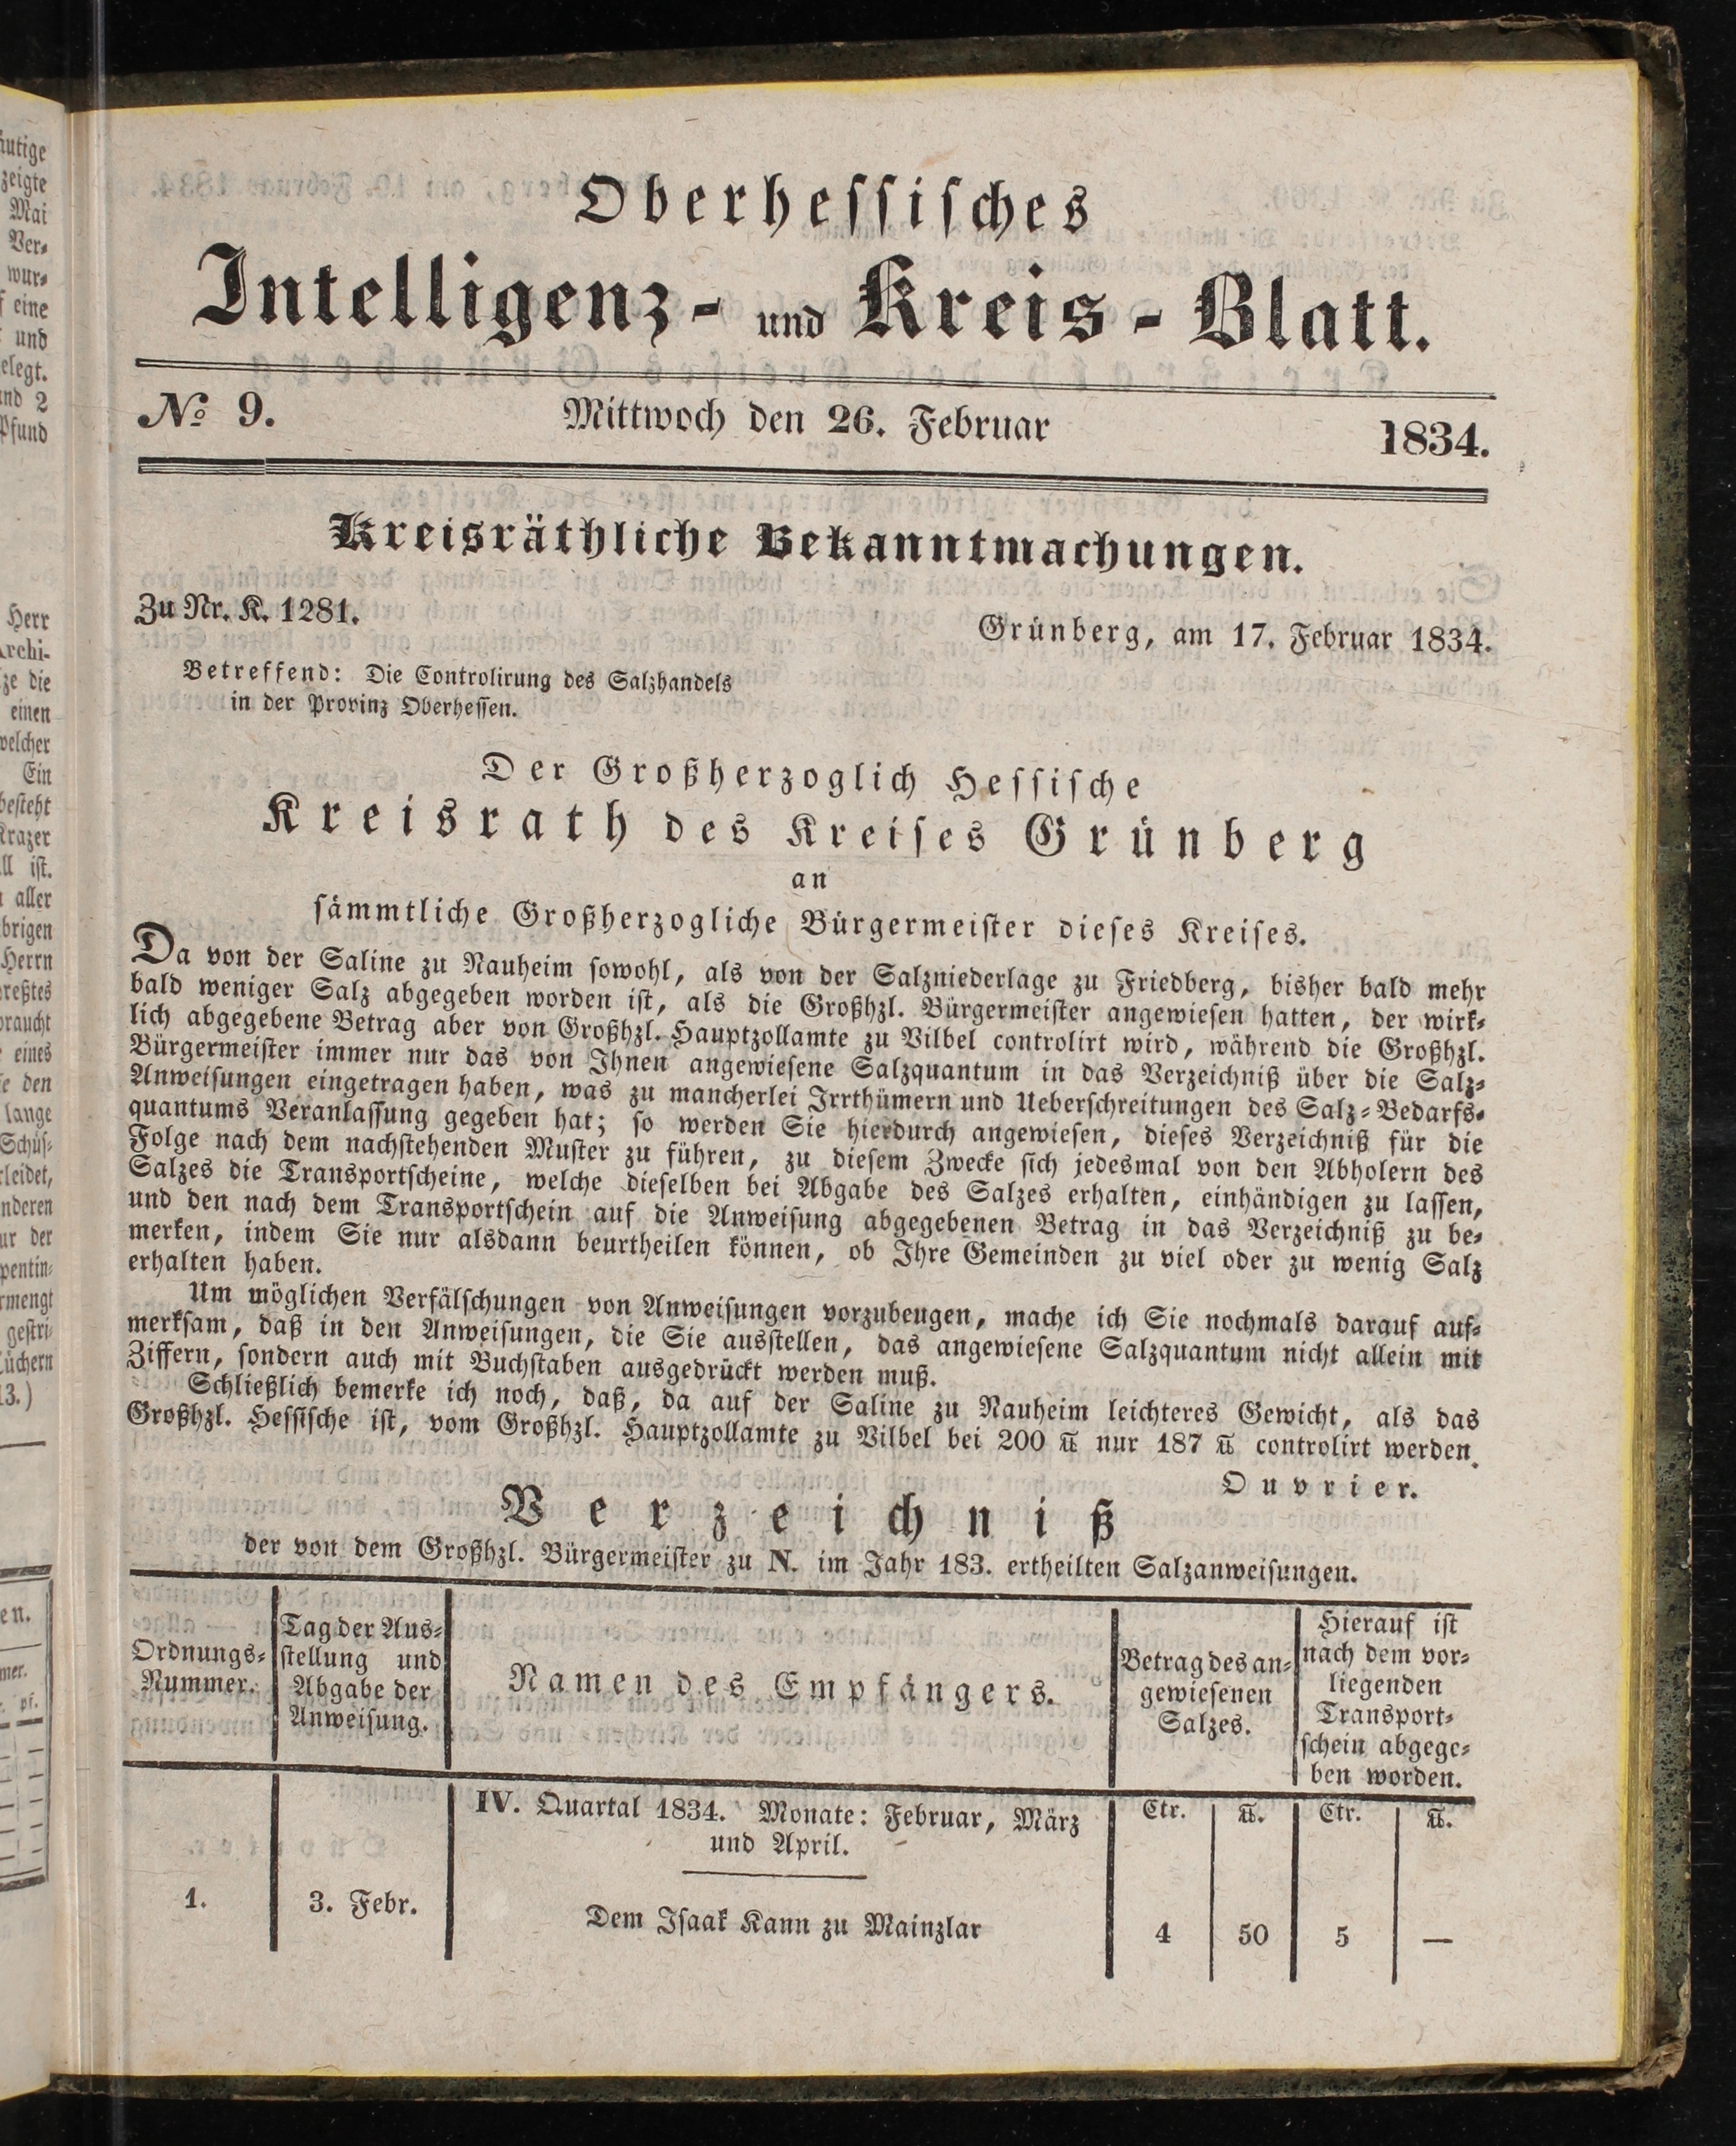 Oberhessisches
Intelligenz- und Kreis-Blatt.
No 9.
Mittwoch den 26. Februar
1834.
Kreisräthliche Bekanntmachungen.
Zu Nr. K. 1281.
Grünberg, am 17. Februar 1834.
Betreffend: Die Controlirung des Salzhandels
in der Provinz Oberhessen.
Der Großherzoglich Hessische
Kreisrath des Kreises Grünberg
an
sämmtliche Großherzogliche Bürgermeister dieses Kreises.
Da von der Saline zu Nauheim sowohl, als von der Salzniederlage zu Friedberg, bisher bald mehr
bald weniger Salz abgegeben worden ist, als die Großhzl. Bürgermeister angewiesen hatten, der wirk-
lich abgegebene Betrag aber von Großhzl. Hauptzollamte zu Vilbel controlirt wird, während die Großhzl.
Bürgermeister immer nur das von Ihnen angewiesene Salzquantum in das Verzeichniß über die Salz-
Anweisungen eingetragen haben, was zu mancherlei Irrthümern und Ueberschreitungen des Salz-Bedarfs-
quantums Veranlassung gegeben hat; so werden Sie hierdurch angewiesen, dieses Verzeichniß für die
Folge nach dem nachstehenden Muster zu führen, zu diesem Zwecke sich jedesmal von den Abholern des
Salzes die Transportscheine, welche dieselben bei Abgabe des Salzes erhalten, einhändigen zu lassen,
und den nach dem Transportschein auf die Anweisung abgegebenen Betrag in das Verzeichniß zu be-
merken, indem Sie nur alsdann beurtheilen können, ob Ihre Gemeinden zu viel oder zu wenig Salz
erhalten haben.
Um möglichen Verfälschungen von Anweisungen vorzubeugen, mache ich Sie nochmals darauf auf-
merksam, daß in den Anweisungen, die Sie ausstellen, das angewiesene Salzquantum nicht allein mit
Ziffern, sondern auch mit Buchstaben ausgedrückt werden muß.
Schließlich bemerke ich noch, daß, da auf der Saline zu Nauheim leichteres Gewicht, als das
Großhzl. Hessische ist, vom Großhzl. Hauptzollamte zu Vilbel bei 200 ℔ nur 187 ℔ controlirt werden.
Ouvrier.
Verzeichniß
der von dem Großhzl. Bürgermeister zu N. im Jahr 183. ertheilten Salzanweisungen.
Ordnungs-
Nummer.
Tag der Aus-
stellung und
Abgabe der
Anweisung.
Namen des Empfängers.
Betrag des an-
gewiesenen
Salzes.
Hierauf ist
nach dem vor-
liegenden
Transport-
schein abgege-
ben worden.
IV. Quartal 1834. Monate: Februar, März
und April.
Ctr. ℔. Ctr. ℔.
1. 3. Febr. Dem Isaak Kann zu Mainzlar 4 50 5 —